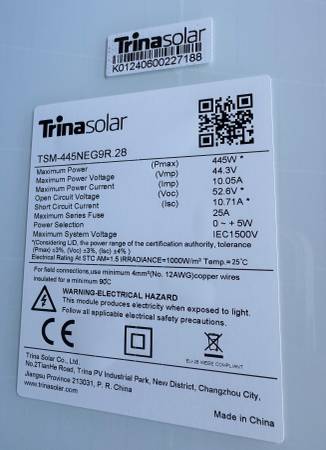 Trinasolar
K01240600227188
Trinasolar
TSM-445NEG9R.28
Maximum Power (Pmax) 445W *
Maximum Power Voltage (Vmp) 44.3V
Maximum Power Current (Imp) 10.05A
Open Circuit Voltage (Voc) 52.6V *
Short Circuit Current (Isc) 10.71A *
Maximum Series Fuse 25A
Power Selection 0 ~ + 5W
Maximum System Voltage IEC1500V
*(Considering LID, the power range of the certification authority, tolerance
(Pmax) ±3%, (Voc) ±3%, (Isc) ±4%)
Electrical Rating At STC AM=1.5 IRRADIANCE=1000W/m² Temp.=25℃
For field connections,use minimum 4mm²(No. 12AWG)copper wires
insulated for a minimum 90℃
WARNING-ELECTRICAL HAZARD
This module produces electricity when exposed to light.
Follow all applicable electrical safety precautions.
CE
EU-28 WEEE COMPLIANT
Trina Solar Co., Ltd.
No.2TianHe Road, Trina PV Industrial Park, New District, Changzhou City,
Jiangsu Province 213031, P. R. China
www.trinasolar.com
Made in China